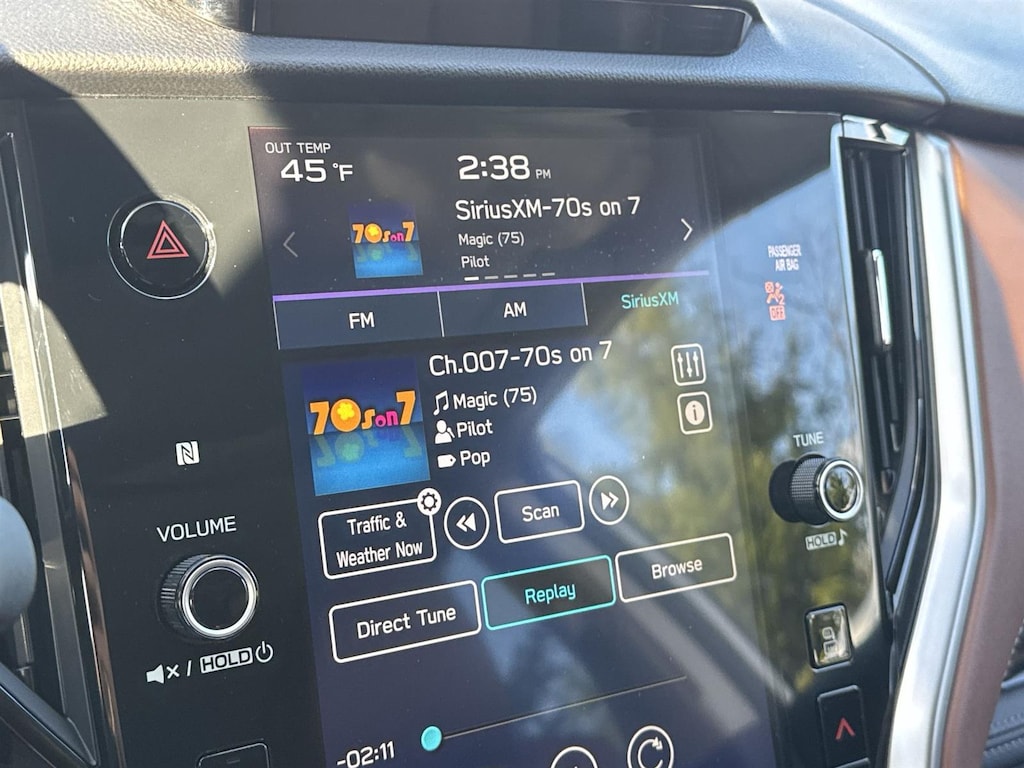 OUT TEMP
45 °F
2:38 PM
SiriusXM-70s on 7
Magic (75)
Pilot
70s on 7
FM
AM
SiriusXM
PASSENGER
AIR BAG
OFF
Ch.007-70s on 7
Magic (75)
Pilot
Pop
70s on 7
Traffic &
Weather Now
Scan
Direct Tune
Replay
Browse
-02:11
VOLUME
/ HOLD
TUNE
HOLD